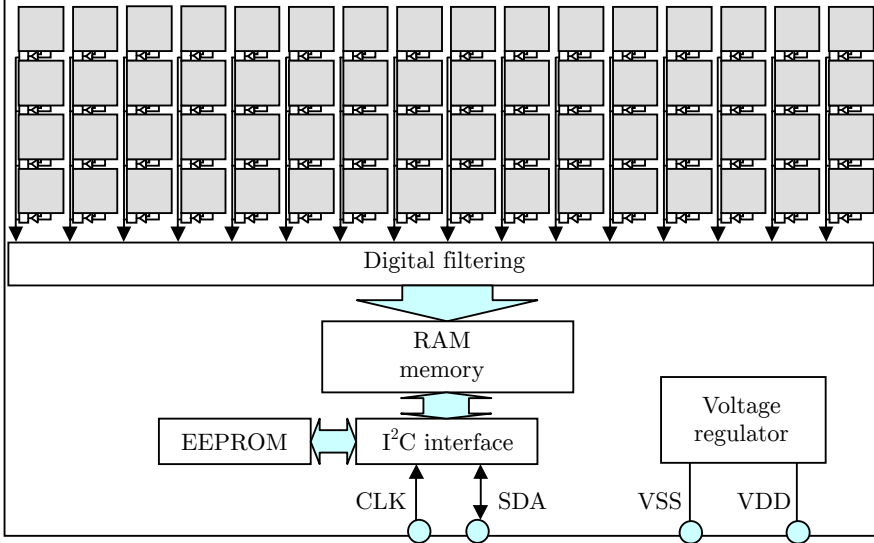 Digital filtering
RAM
memory
Voltage
regulator
EEPROM
I²C interface
CLK
SDA
VSS
VDD